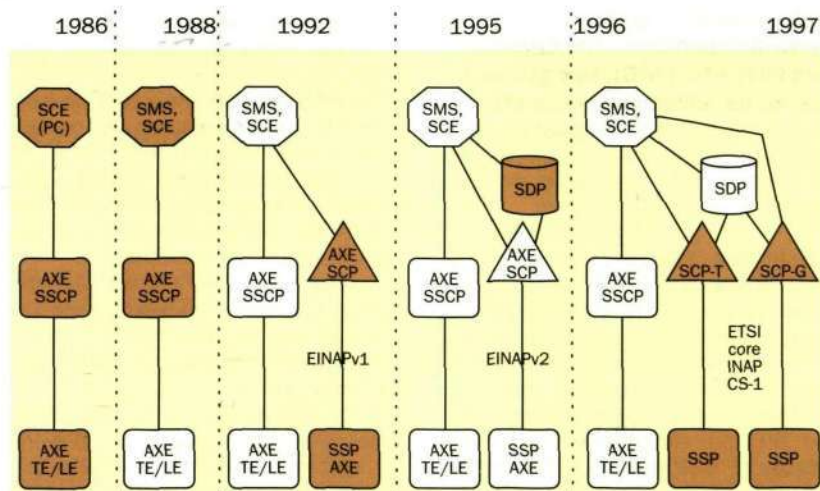 1986
1988
1992
1995
1996
1997
SCE
(PC)
SMS,
SCE
SMS,
SCE
SMS,
SCE
SMS,
SCE
SDP
SDP
AXE
SSCP
AXE
SSCP
AXE
SSCP
AXE
SCP
AXE
SSCP
AXE
SCP
AXE
SSCP
SCP-T
SCP-G
EINAPv1
EINAPv2
ETSI
core
INAP
CS-1
AXE
TE/LE
AXE
TE/LE
AXE
TE/LE
SSP
AXE
AXE
TE/LE
SSP
AXE
AXE
TE/LE
SSP
SSP